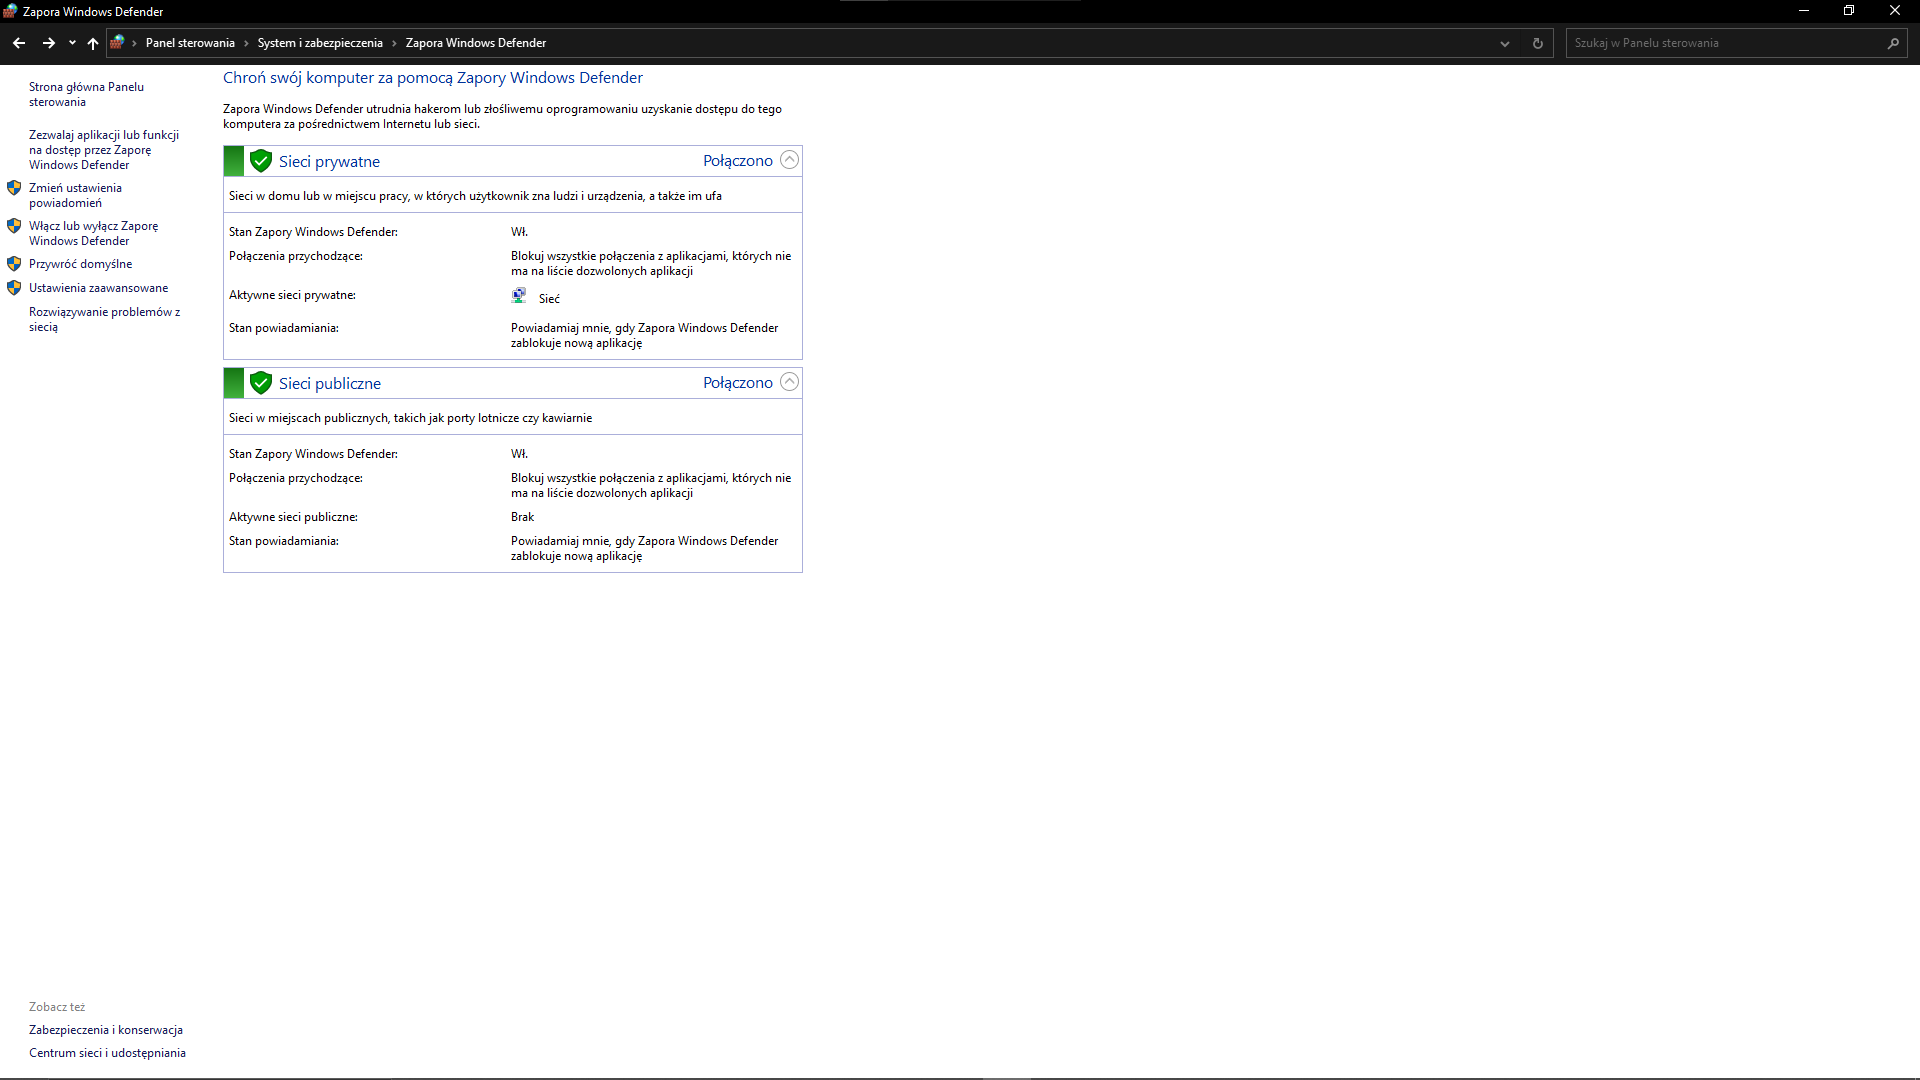 Zapora Windows Defender
Panel sterowania
System i zabezpieczenia
Zapora Windows Defender
Szukaj w Panelu sterowania
Strona główna Panelu
sterowania
Zezwalaj aplikacji lub funkcji
na dostęp przez Zaporę
Windows Defender
Zmień ustawienia
powiadomień
Włącz lub wyłącz Zaporę
Windows Defender
Przywróć domyślne
Ustawienia zaawansowane
Rozwiązywanie problemów z
siecią
Chroń swój komputer za pomocą Zapory Windows Defender
Zapora Windows Defender utrudnia hakerom lub złośliwemu oprogramowaniu uzyskanie dostępu do tego
komputera za pośrednictwem Internetu lub sieci.
Sieci prywatne Połączono
Sieci w domu lub w miejscu pracy, w których użytkownik zna ludzi i urządzenia, a także im ufa
Stan Zapory Windows Defender: Wł.
Połączenia przychodzące: Blokuj wszystkie połączenia z aplikacjami, których nie
ma na liście dozwolonych aplikacji
Aktywne sieci prywatne: Sieć
Stan powiadamiania: Powiadamiaj mnie, gdy Zapora Windows Defender
zablokuje nową aplikację
Sieci publiczne Połączono
Sieci w miejscach publicznych, takich jak porty lotnicze czy kawiarnie
Stan Zapory Windows Defender: Wł.
Połączenia przychodzące: Blokuj wszystkie połączenia z aplikacjami, których nie
ma na liście dozwolonych aplikacji
Aktywne sieci publiczne: Brak
Stan powiadamiania: Powiadamiaj mnie, gdy Zapora Windows Defender
zablokuje nową aplikację
Zobacz też
Zabezpieczenia i konserwacja
Centrum sieci i udostępniania